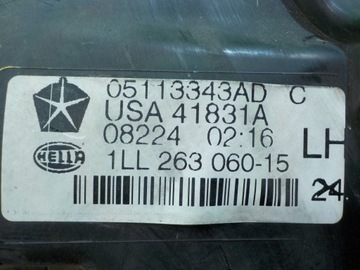 05113343AD C
USA 41831A
08224 02:16
LH
HELLA
1LL 263 060-15
24